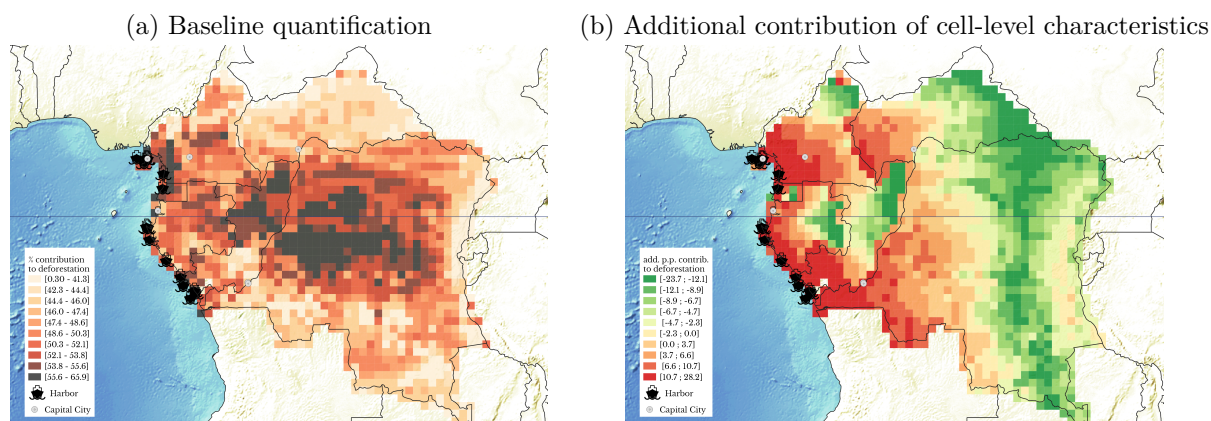 (a) Baseline quantification
(b) Additional contribution of cell-level characteristics
% contribution
to deforestation
[0.30 - 41.3]
[42.3 - 44.4]
[44.4 - 46.0]
[46.0 - 47.4]
[47.4 - 48.6]
[48.6 - 50.3]
[50.3 - 52.1]
[52.1 - 53.8]
[53.8 - 55.6]
[55.6 - 65.9]
Harbor
Capital City
add. p.p. contrib.
to deforestation
[-23.7 ; -12.1]
[-12.1 ; -8.9]
[-8.9 ; -6.7]
[-6.7 ; -4.7]
[-4.7 ; -2.3]
[-2.3 ; 0.0]
[0.0 ; 3.7]
[3.7 ; 6.6]
[6.6 ; 10.7]
[10.7 ; 28.2]
Harbor
Capital City